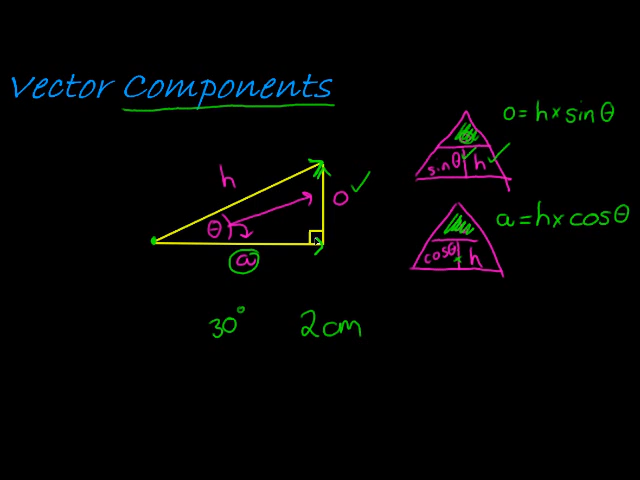 Vector Components
o = h × sin θ
sin θ h
h
o
θ
a
a = h × cos θ
cos θ × h
30° 2cm